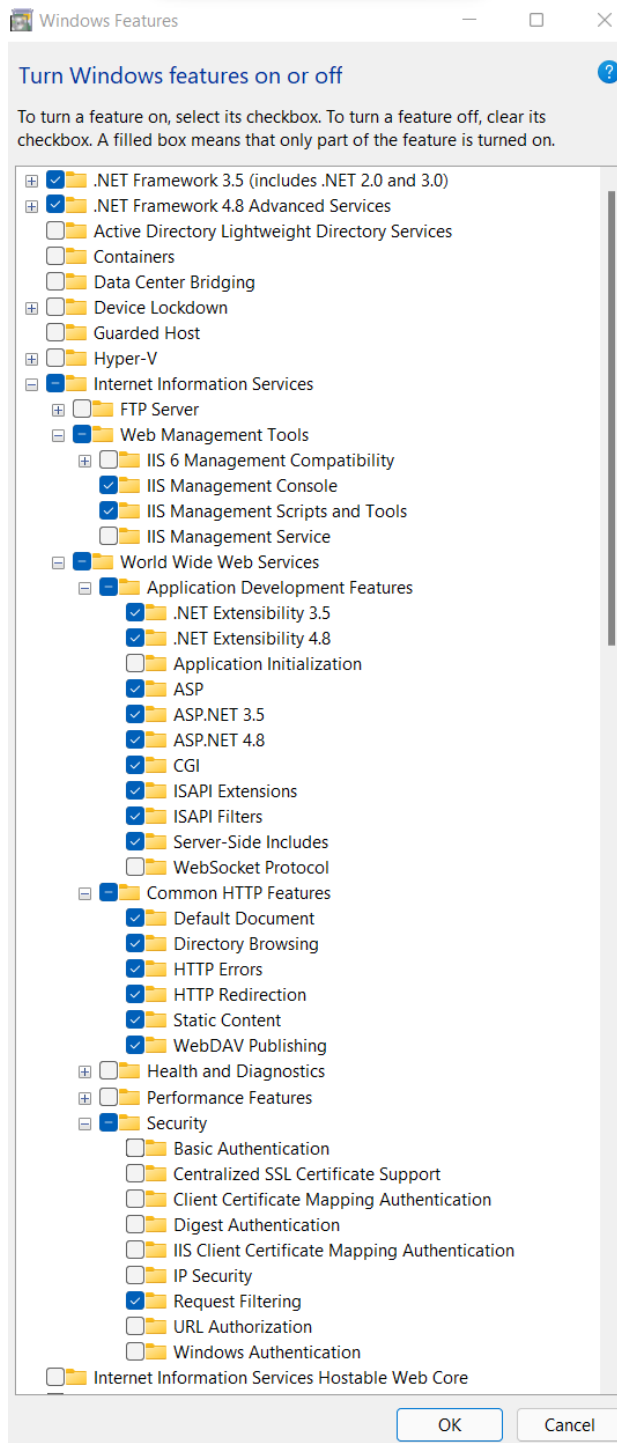 Windows Features
Turn Windows features on or off
To turn a feature on, select its checkbox. To turn a feature off, clear its
checkbox. A filled box means that only part of the feature is turned on.
.NET Framework 3.5 (includes .NET 2.0 and 3.0)
.NET Framework 4.8 Advanced Services
Active Directory Lightweight Directory Services
Containers
Data Center Bridging
Device Lockdown
Guarded Host
Hyper-V
Internet Information Services
FTP Server
Web Management Tools
IIS 6 Management Compatibility
IIS Management Console
IIS Management Scripts and Tools
IIS Management Service
World Wide Web Services
Application Development Features
.NET Extensibility 3.5
.NET Extensibility 4.8
Application Initialization
ASP
ASP.NET 3.5
ASP.NET 4.8
CGI
ISAPI Extensions
ISAPI Filters
Server-Side Includes
WebSocket Protocol
Common HTTP Features
Default Document
Directory Browsing
HTTP Errors
HTTP Redirection
Static Content
WebDAV Publishing
Health and Diagnostics
Performance Features
Security
Basic Authentication
Centralized SSL Certificate Support
Client Certificate Mapping Authentication
Digest Authentication
IIS Client Certificate Mapping Authentication
IP Security
Request Filtering
URL Authorization
Windows Authentication
Internet Information Services Hostable Web Core
OK
Cancel